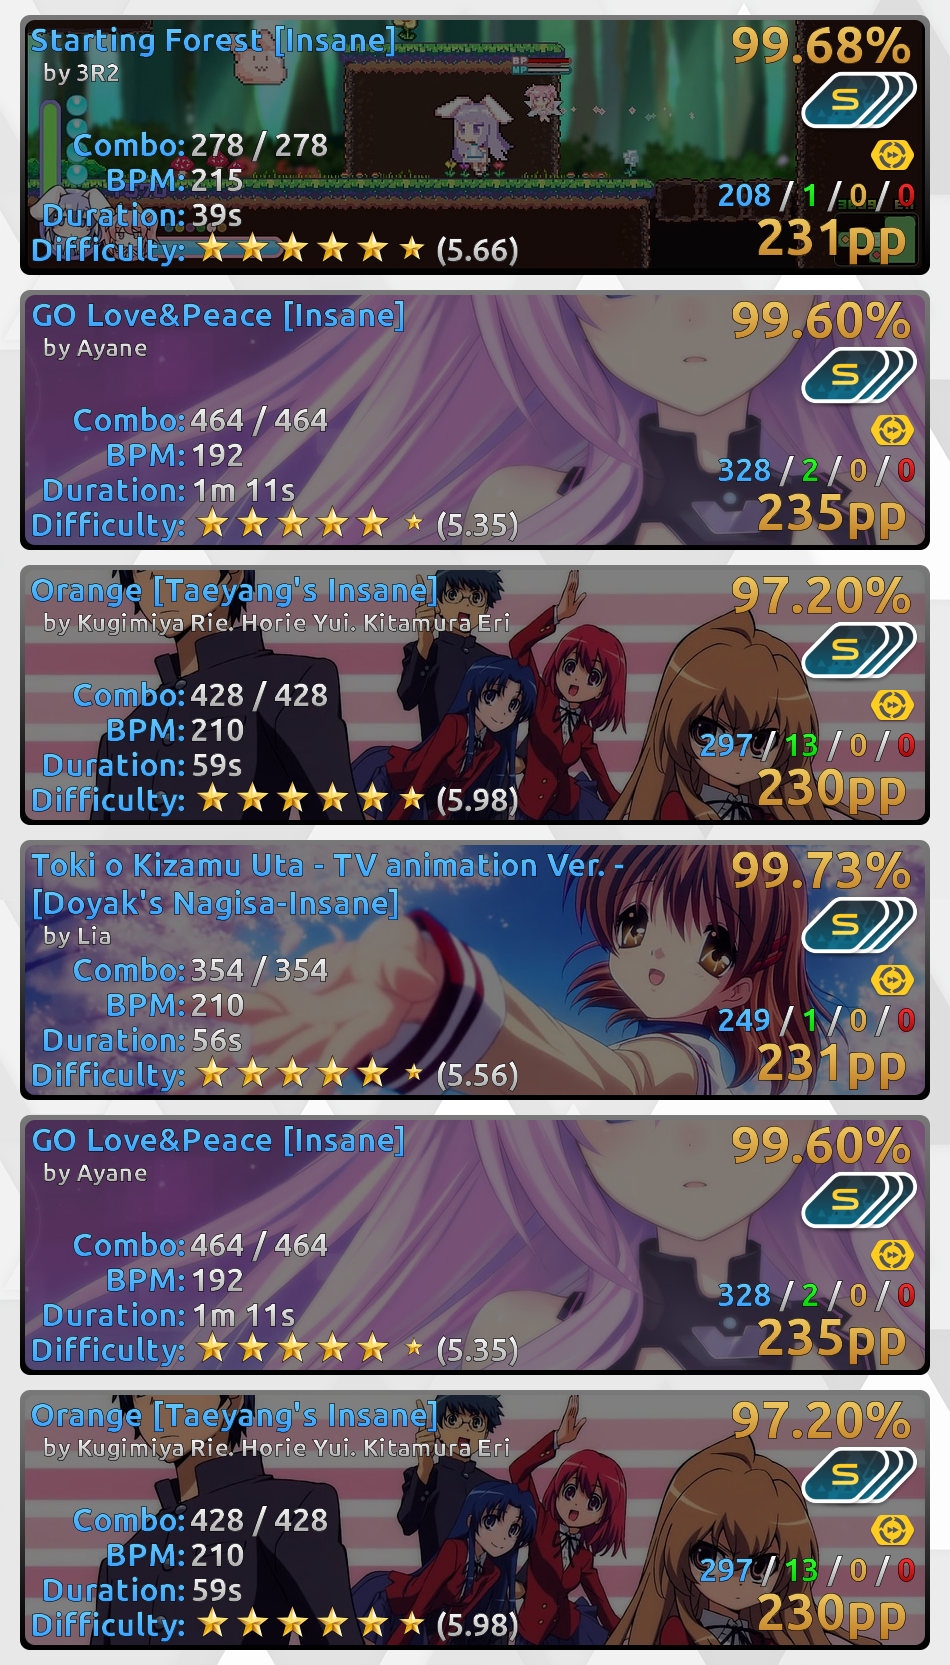 Starting Forest [Insane]
by 3R2
99.68%
S
Combo: 278 / 278
BPM: 215
208 / 1 / 0 / 0
Duration: 39s
231pp
Difficulty: (5.66)
GO Love&Peace [Insane]
by Ayane
99.60%
S
Combo: 464 / 464
BPM: 192
328 / 2 / 0 / 0
Duration: 1m 11s
235pp
Difficulty: (5.35)
Orange [Taeyang's Insane]
by Kugimiya Rie. Horie Yui. Kitamura Eri
97.20%
S
Combo: 428 / 428
BPM: 210
297 / 13 / 0 / 0
Duration: 59s
230pp
Difficulty: (5.98)
Toki o Kizamu Uta - TV animation Ver. -
[Doyak's Nagisa-Insane]
by Lia
99.73%
S
Combo: 354 / 354
BPM: 210
249 / 1 / 0 / 0
Duration: 56s
231pp
Difficulty: (5.56)
GO Love&Peace [Insane]
by Ayane
99.60%
S
Combo: 464 / 464
BPM: 192
328 / 2 / 0 / 0
Duration: 1m 11s
235pp
Difficulty: (5.35)
Orange [Taeyang's Insane]
by Kugimiya Rie. Horie Yui. Kitamura Eri
97.20%
S
Combo: 428 / 428
BPM: 210
297 / 13 / 0 / 0
Duration: 59s
230pp
Difficulty: (5.98)